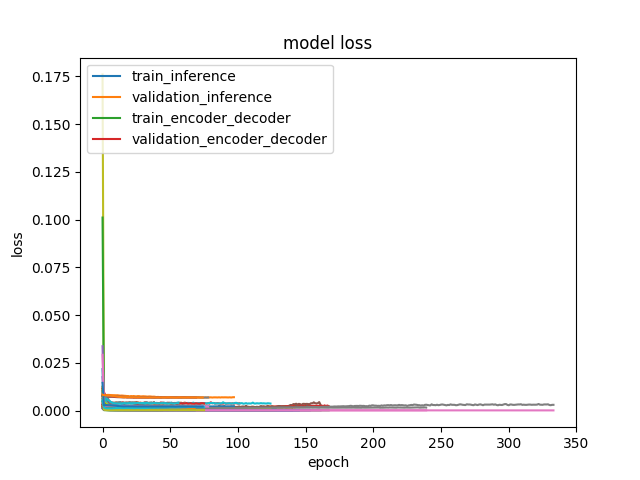 model loss
loss
0.175
0.150
0.125
0.100
0.075
0.050
0.025
0.000
train_inference
validation_inference
train_encoder_decoder
validation_encoder_decoder
0 50 100 150 200 250 300 350
epoch